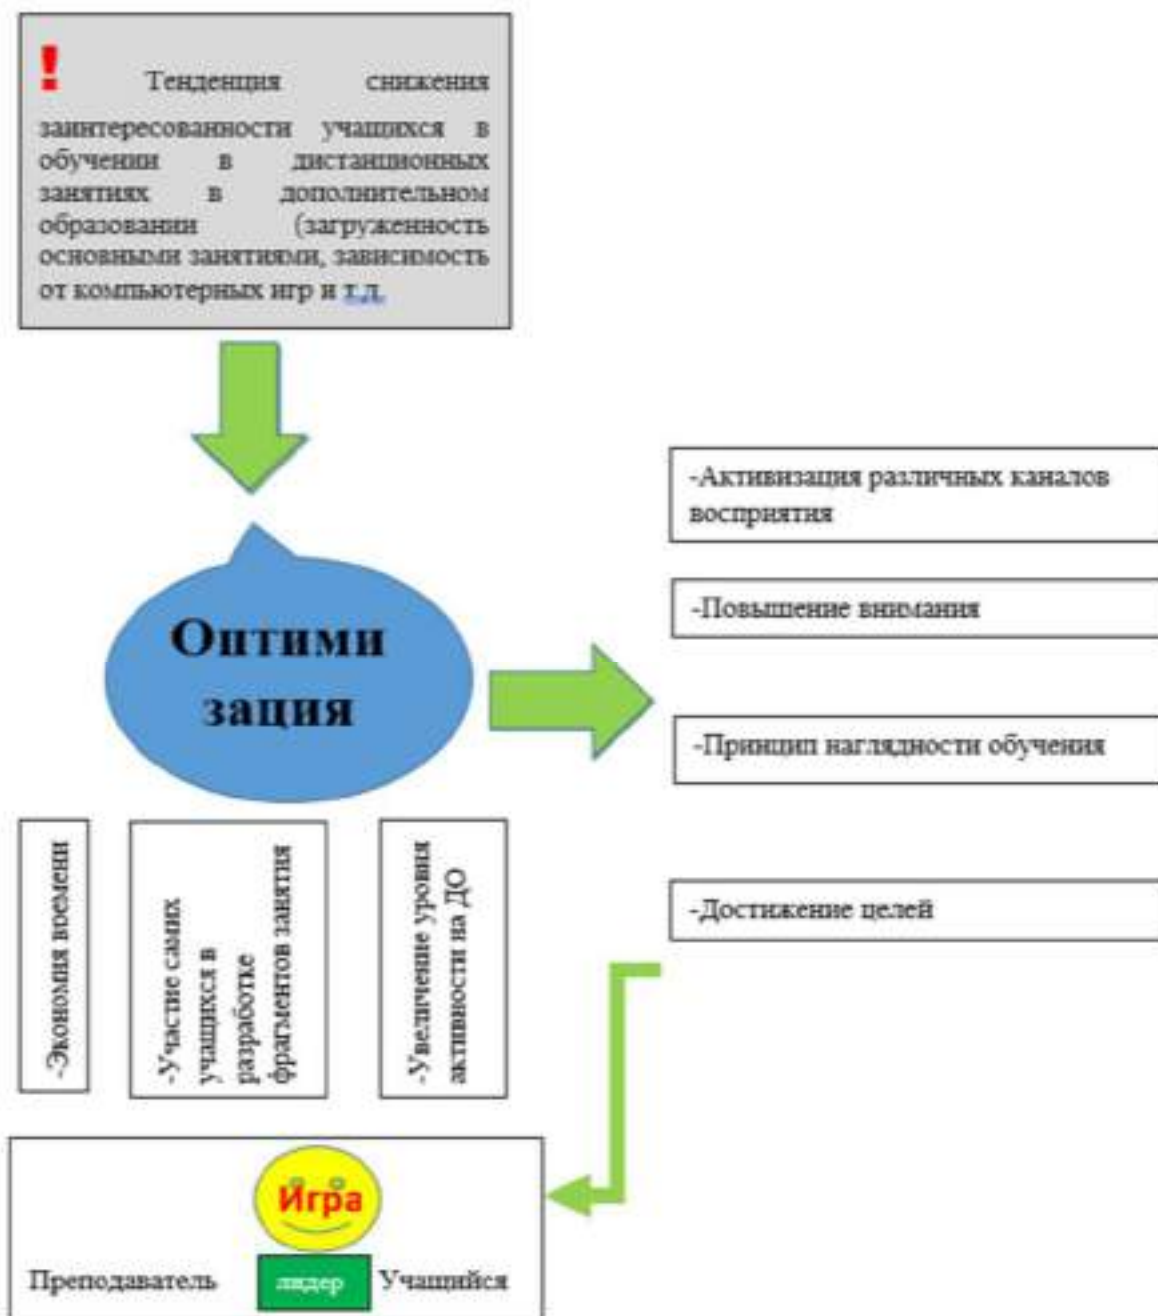 ! Тенденция снижения
заинтересованности учащихся в
обучении в дистанционных
занятиях в дополнительном
образовании (загруженность
основными занятиями, зависимость
от компьютерных игр и т.д.
Оптими
зация
-Активизация различных каналов
восприятия
-Повышение внимания
-Принцип наглядности обучения
-Достижение целей
-Экономия времени
-Участие самих
учащихся в
разработке
фрагментов занятия
-Увеличение уровня
активности на ДО
Игра
Преподаватель лидер Учащийся